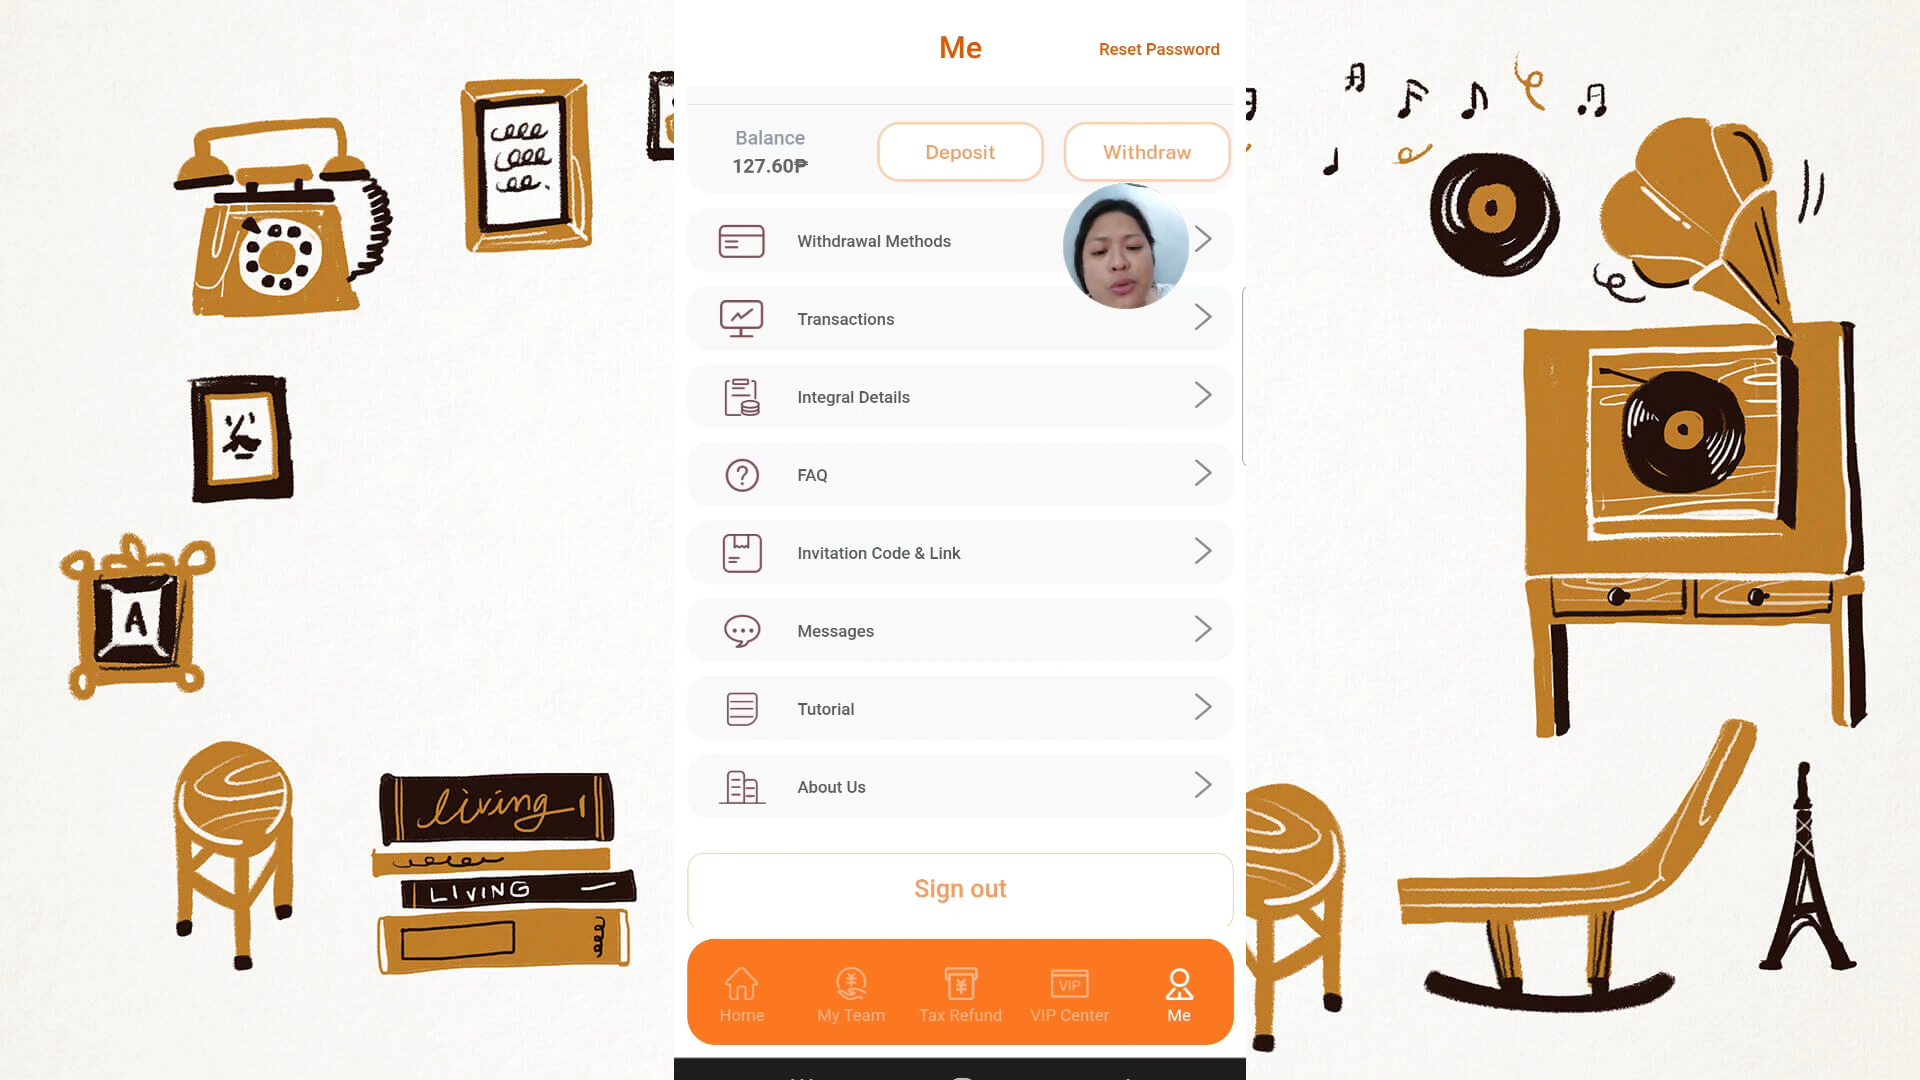 Me
Reset Password
Balance
127.60₱
Deposit
Withdraw
Withdrawal Methods
Transactions
Integral Details
FAQ
Invitation Code & Link
Messages
Tutorial
About Us
Sign out
Home
My Team
Tax Refund
VIP
VIP Center
Me
A
living
LIVING